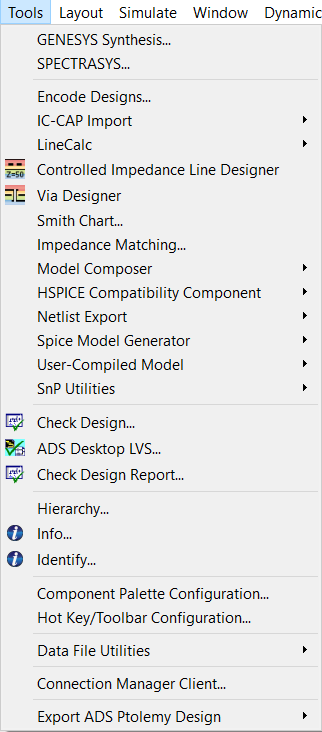 Tools Layout Simulate Window Dynamic
GENESYS Synthesis...
SPECTRASYS...
Encode Designs...
IC-CAP Import
LineCalc
Z=50 Controlled Impedance Line Designer
Via Designer
Smith Chart...
Impedance Matching...
Model Composer
HSPICE Compatibility Component
Netlist Export
Spice Model Generator
User-Compiled Model
SnP Utilities
Check Design...
ADS Desktop LVS...
Check Design Report...
Hierarchy...
Info...
Identify...
Component Palette Configuration...
Hot Key/Toolbar Configuration...
Data File Utilities
Connection Manager Client...
Export ADS Ptolemy Design